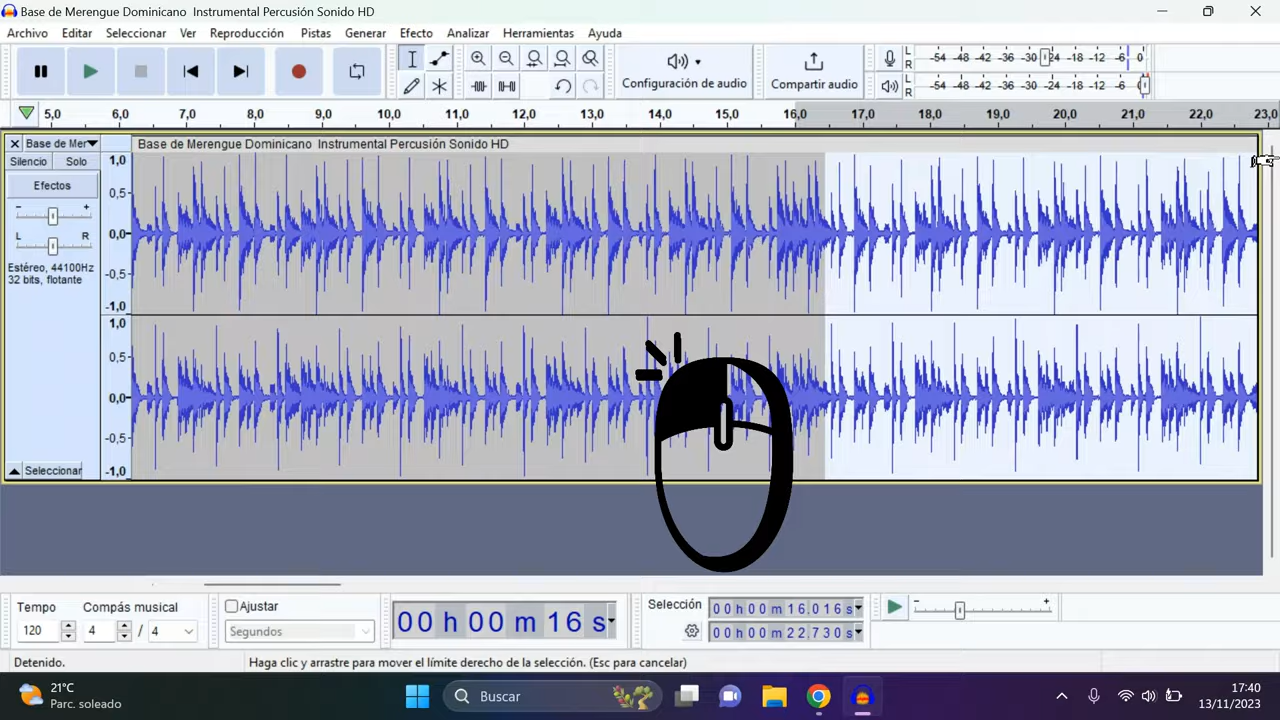 Base de Merengue Dominicano  Instrumental Percusión Sonido HD
Archivo Editar Seleccionar Ver Reproducción Pistas Generar Efecto Analizar Herramientas Ayuda
Configuración de audio
Compartir audio
L R -54 -48 -42 -36 -30 -24 -18 -12 -6 0
L R -54 -48 -42 -36 -30 -24 -18 -12 -6 0
5,0 6,0 7,0 8,0 9,0 10,0 11,0 12,0 13,0 14,0 15,0 16,0 17,0 18,0 19,0 20,0 21,0 22,0 23,0
Base de Mer
Base de Merengue Dominicano  Instrumental Percusión Sonido HD
Silencio Solo
Efectos
- +
L R
Estéreo, 44100Hz
32 bits, flotante
Seleccionar
1,0
0,5
0,0
-0,5
-1,0
1,0
0,5
0,0
-0,5
-1,0
Tempo
120
Compás musical
4 / 4
Ajustar
Segundos
00 h 00 m 16 s
Selección
00 h 00 m 16.016 s
00 h 00 m 22.730 s
- +
Detenido.
Haga clic y arrastre para mover el límite derecho de la selección. (Esc para cancelar)
21°C
Parc. soleado
Buscar
17:40
13/11/2023